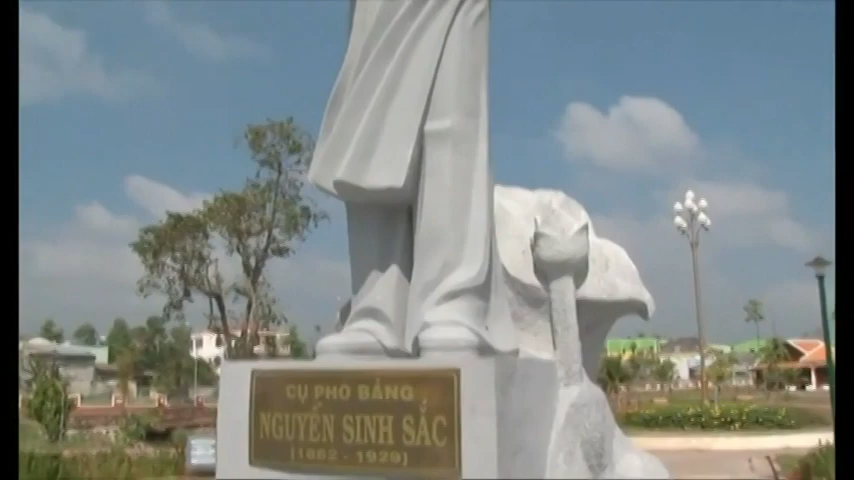 CỤ PHÓ BẢNG
NGUYỄN SINH SẮC
(1862 - 1929)